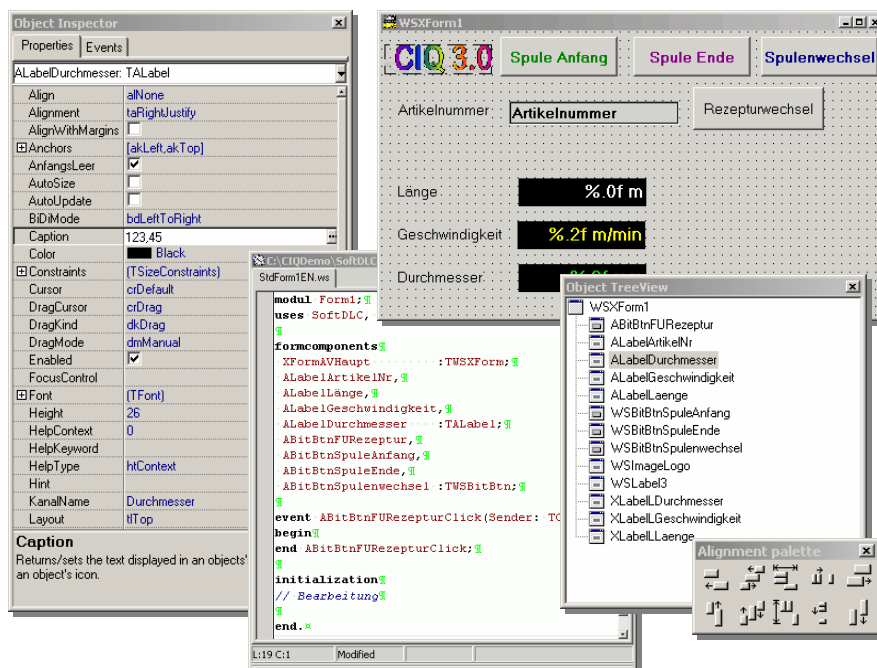 Object Inspector
Properties
Events
ALabelDurchmesser: TALabel
Align alNone
Alignment taRightJustify
AlignWithMargins
Anchors [akLeft,akTop]
AnfangsLeer
AutoSize
AutoUpdate
BiDiMode bdLeftToRight
Caption 123,45
Color Black
Constraints (TSizeConstraints)
Cursor crDefault
DragCursor crDrag
DragKind dkDrag
DragMode dmManual
Enabled
FocusControl
Font (TFont)
Height 26
HelpContext 0
HelpKeyword
HelpType htContext
Hint
KanalName Durchmesser
Layout tlTop
Caption
Returns/sets the text displayed in an objects'
an object's icon.
WSXForm1
CIQ 3.0
Spule Anfang
Spule Ende
Spulenwechsel
Artikelnummer
Artikelnummer
Rezepturwechsel
Länge
%.0f m
Geschwindigkeit
%.2f m/min
Durchmesser
C:\CIQDemo\SoftDLC
StdForm1EN.ws
modul Form1;¶
uses SoftDLC,
¶
formcomponents¶
XFormAVHaupt :TWSXForm;¶
ALabelArtikelNr,¶
ALabelLänge,¶
ALabelGeschwindigkeit,¶
ALabelDurchmesser :TALabel;¶
ABitBtnFURezeptur,¶
ABitBtnSpuleAnfang,¶
ABitBtnSpuleEnde,¶
ABitBtnSpulenwechsel :TWSBitBtn;¶
¶
event ABitBtnFURezepturClick(Sender: TO
begin¶
end ABitBtnFURezepturClick;¶
¶
initialization¶
// Bearbeitung¶
¶
end.¤
L:19 C:1
Modified
Object TreeView
WSXForm1
ABitBtnFURezeptur
ALabelArtikelNr
ALabelDurchmesser
ALabelGeschwindigkeit
ALabelLaenge
WSBitBtnSpuleAnfang
WSBitBtnSpuleEnde
WSBitBtnSpulenwechsel
WSImageLogo
WSLabel3
XLabelLDurchmesser
XLabelLGeschwindigkeit
XLabelLLaenge
Alignment palette